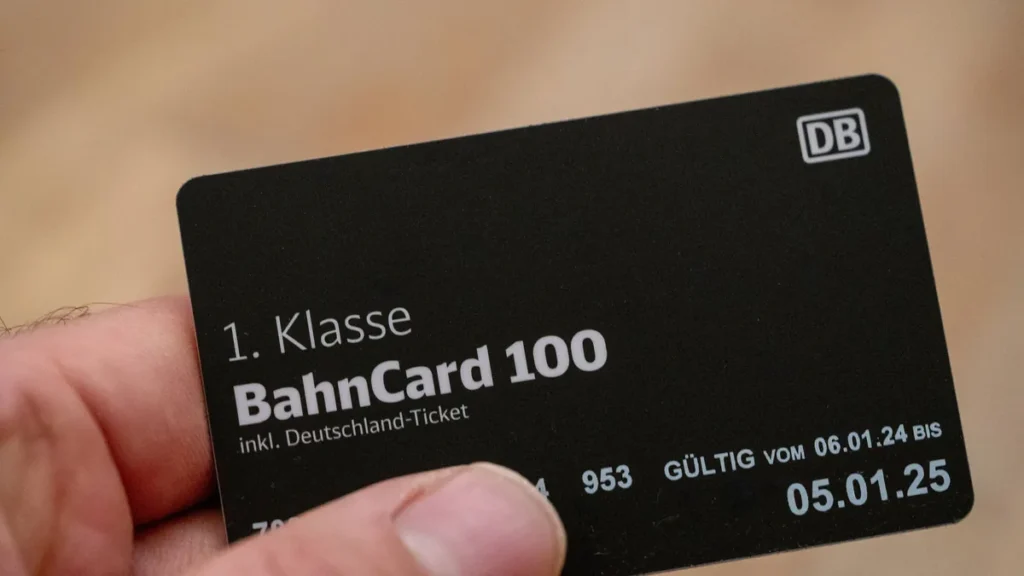 DB
1. Klasse
BahnCard 100
inkl. Deutschland-Ticket
953 GÜLTIG VOM 06.01.24 BIS
05.01.25